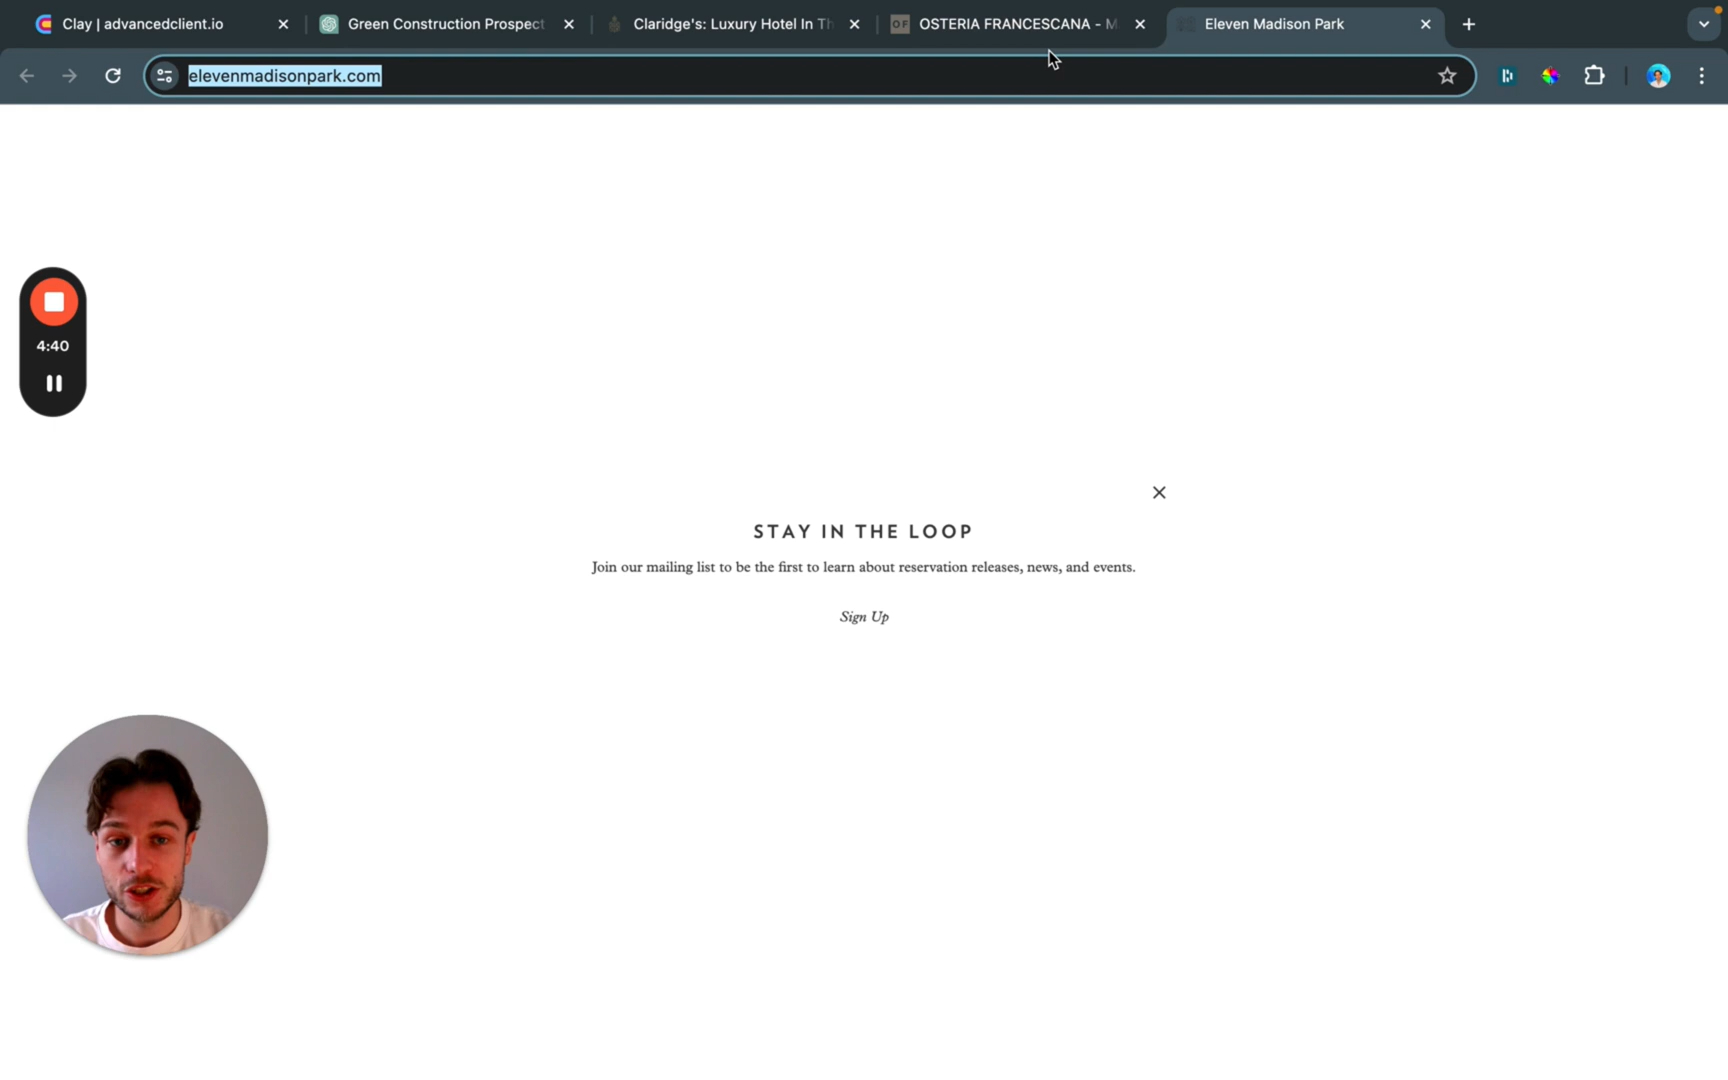 Clay | advancedclient.io
Green Construction Prospect
Claridge's: Luxury Hotel In Th
OSTERIA FRANCESCANA - M
Eleven Madison Park
elevenmadisonpark.com
4:40
STAY IN THE LOOP
Join our mailing list to be the first to learn about reservation releases, news, and events.
Sign Up